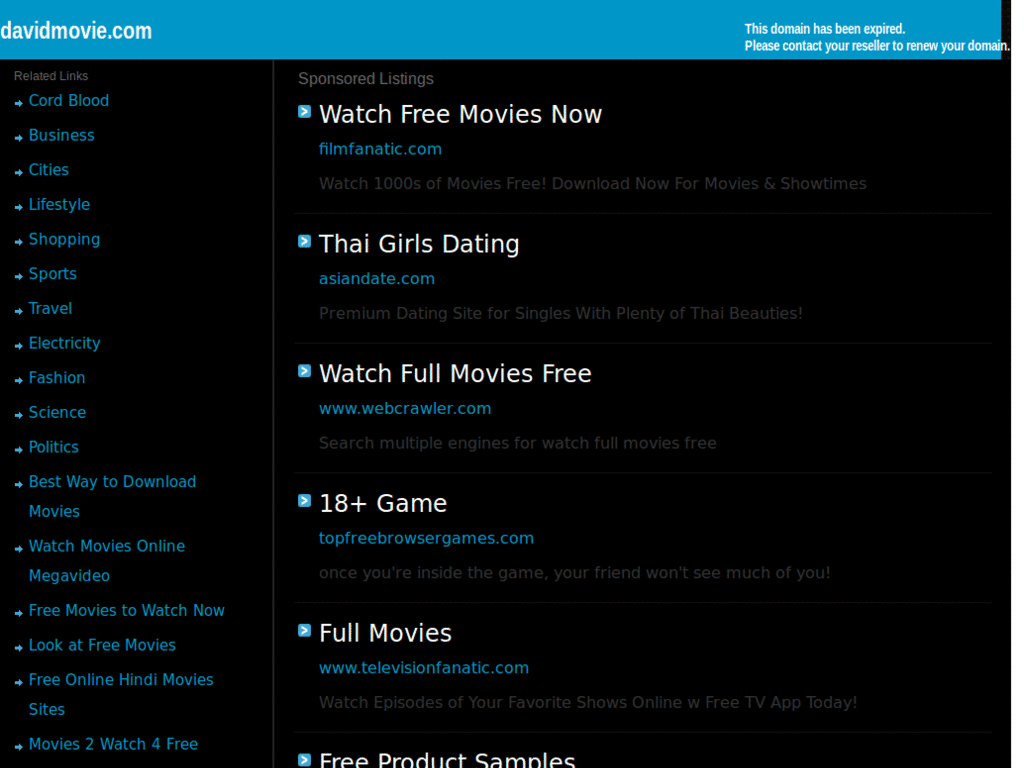 davidmovie.com
This domain has been expired.
Please contact your reseller to renew your domain.
Related Links
Cord Blood
Business
Cities
Lifestyle
Shopping
Sports
Travel
Electricity
Fashion
Science
Politics
Best Way to Download
Movies
Watch Movies Online
Megavideo
Free Movies to Watch Now
Look at Free Movies
Free Online Hindi Movies
Sites
Movies 2 Watch 4 Free
Sponsored Listings
Watch Free Movies Now
filmfanatic.com
Watch 1000s of Movies Free! Download Now For Movies & Showtimes
Thai Girls Dating
asiandate.com
Premium Dating Site for Singles With Plenty of Thai Beauties!
Watch Full Movies Free
www.webcrawler.com
Search multiple engines for watch full movies free
18+ Game
topfreebrowsergames.com
once you're inside the game, your friend won't see much of you!
Full Movies
www.televisionfanatic.com
Watch Episodes of Your Favorite Shows Online w Free TV App Today!
Free Product Samples